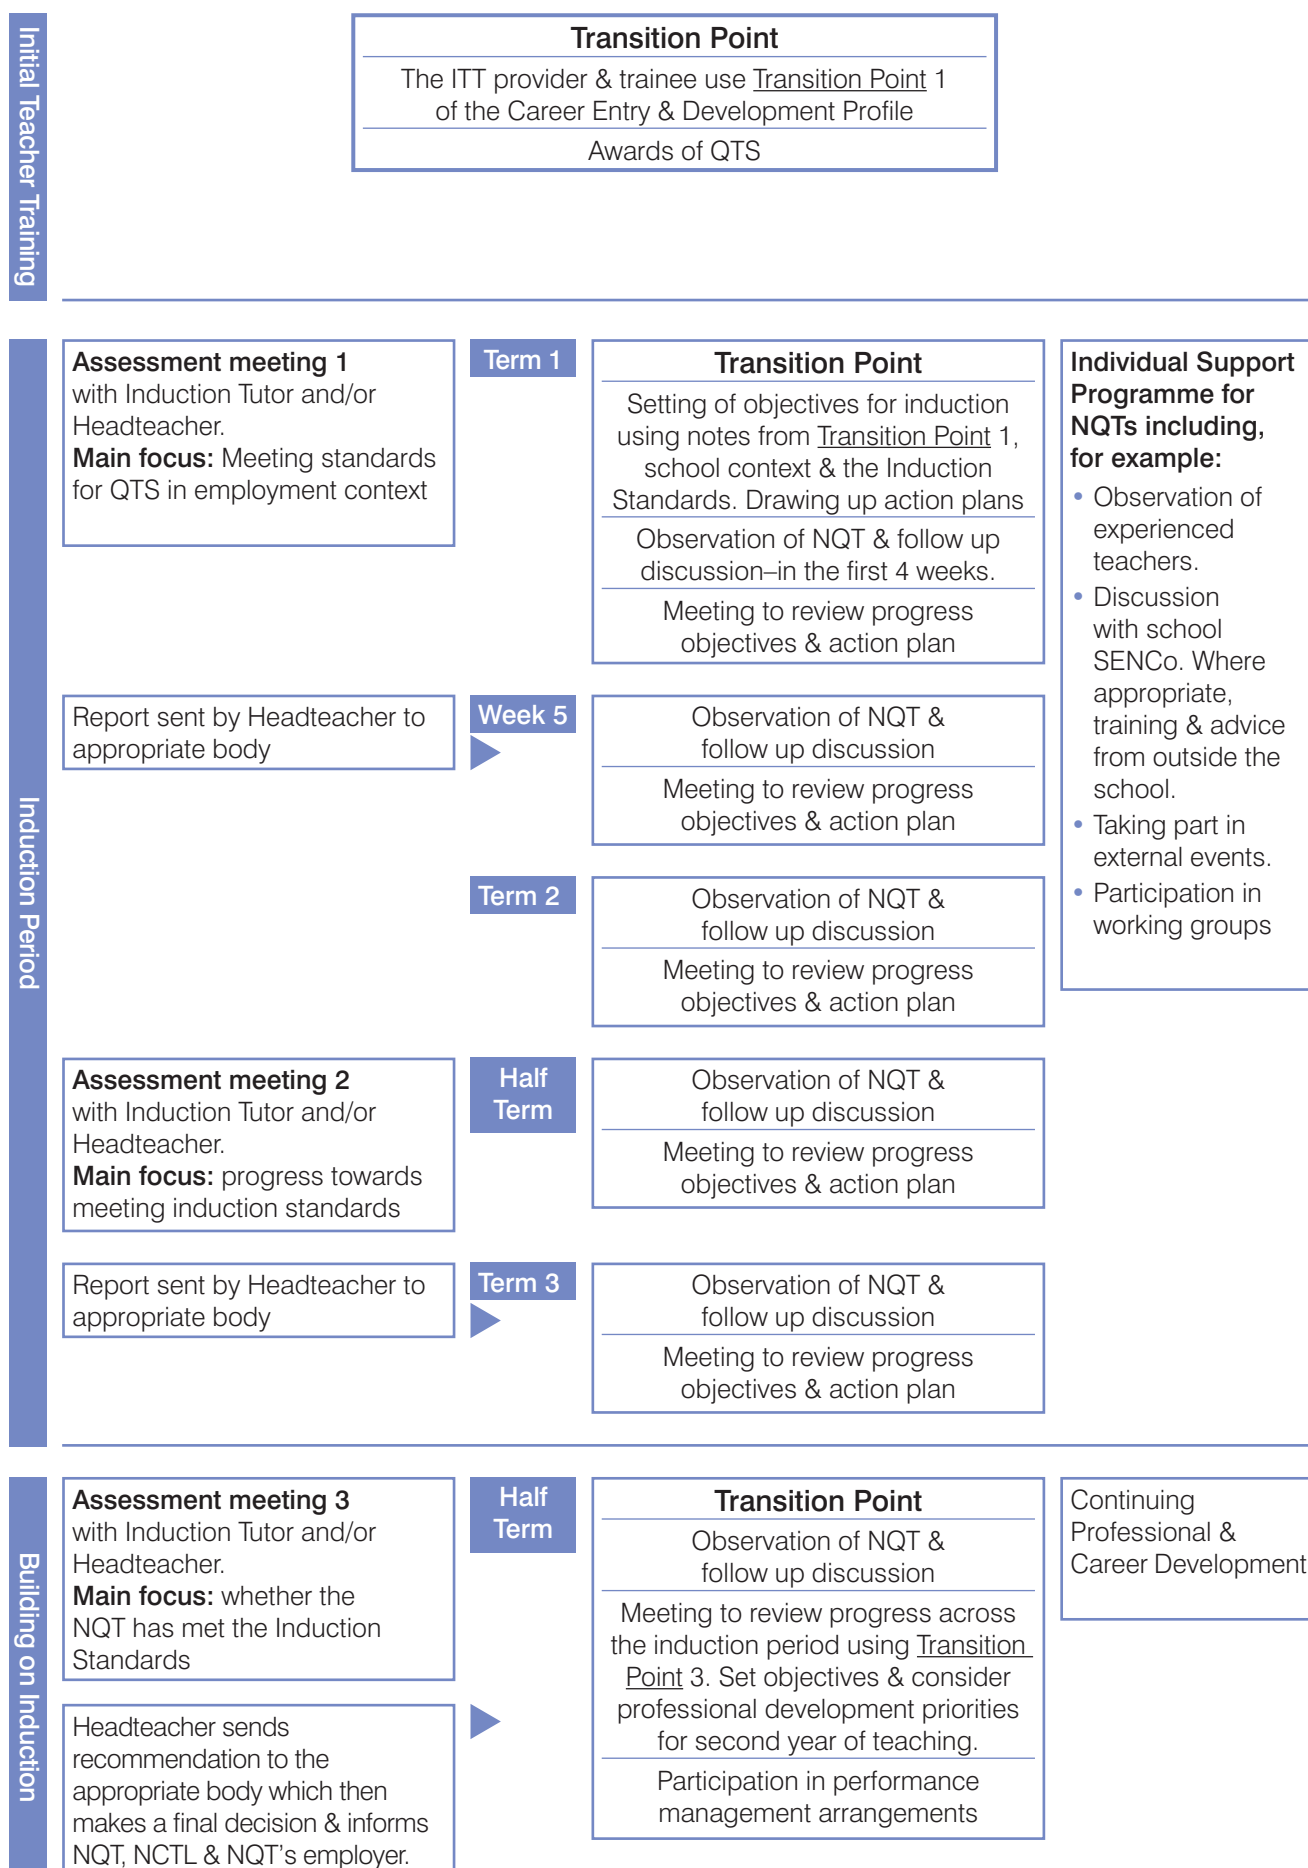 Initial Teacher Training
Transition Point
The ITT provider & trainee use Transition Point 1
of the Career Entry & Development Profile
Awards of QTS
Induction Period
Assessment meeting 1
with Induction Tutor and/or
Headteacher.
Main focus: Meeting standards
for QTS in employment context
Term 1
Transition Point
Setting of objectives for induction
using notes from Transition Point 1,
school context & the Induction
Standards. Drawing up action plans
Observation of NQT & follow up
discussion–in the first 4 weeks.
Meeting to review progress
objectives & action plan
Individual Support
Programme for
NQTs including,
for example:
• Observation of
experienced
teachers.
• Discussion
with school
SENCo. Where
appropriate,
training & advice
from outside the
school.
• Taking part in
external events.
• Participation in
working groups
Report sent by Headteacher to
appropriate body
Week 5
Observation of NQT &
follow up discussion
Meeting to review progress
objectives & action plan
Term 2
Observation of NQT &
follow up discussion
Meeting to review progress
objectives & action plan
Assessment meeting 2
with Induction Tutor and/or
Headteacher.
Main focus: progress towards
meeting induction standards
Half
Term
Observation of NQT &
follow up discussion
Meeting to review progress
objectives & action plan
Report sent by Headteacher to
appropriate body
Term 3
Observation of NQT &
follow up discussion
Meeting to review progress
objectives & action plan
Building on Induction
Assessment meeting 3
with Induction Tutor and/or
Headteacher.
Main focus: whether the
NQT has met the Induction
Standards
Half
Term
Transition Point
Observation of NQT &
follow up discussion
Meeting to review progress across
the induction period using Transition
Point 3. Set objectives & consider
professional development priorities
for second year of teaching.
Participation in performance
management arrangements
Continuing
Professional &
Career Development
Headteacher sends
recommendation to the
appropriate body which then
makes a final decision & informs
NQT, NCTL & NQT’s employer.